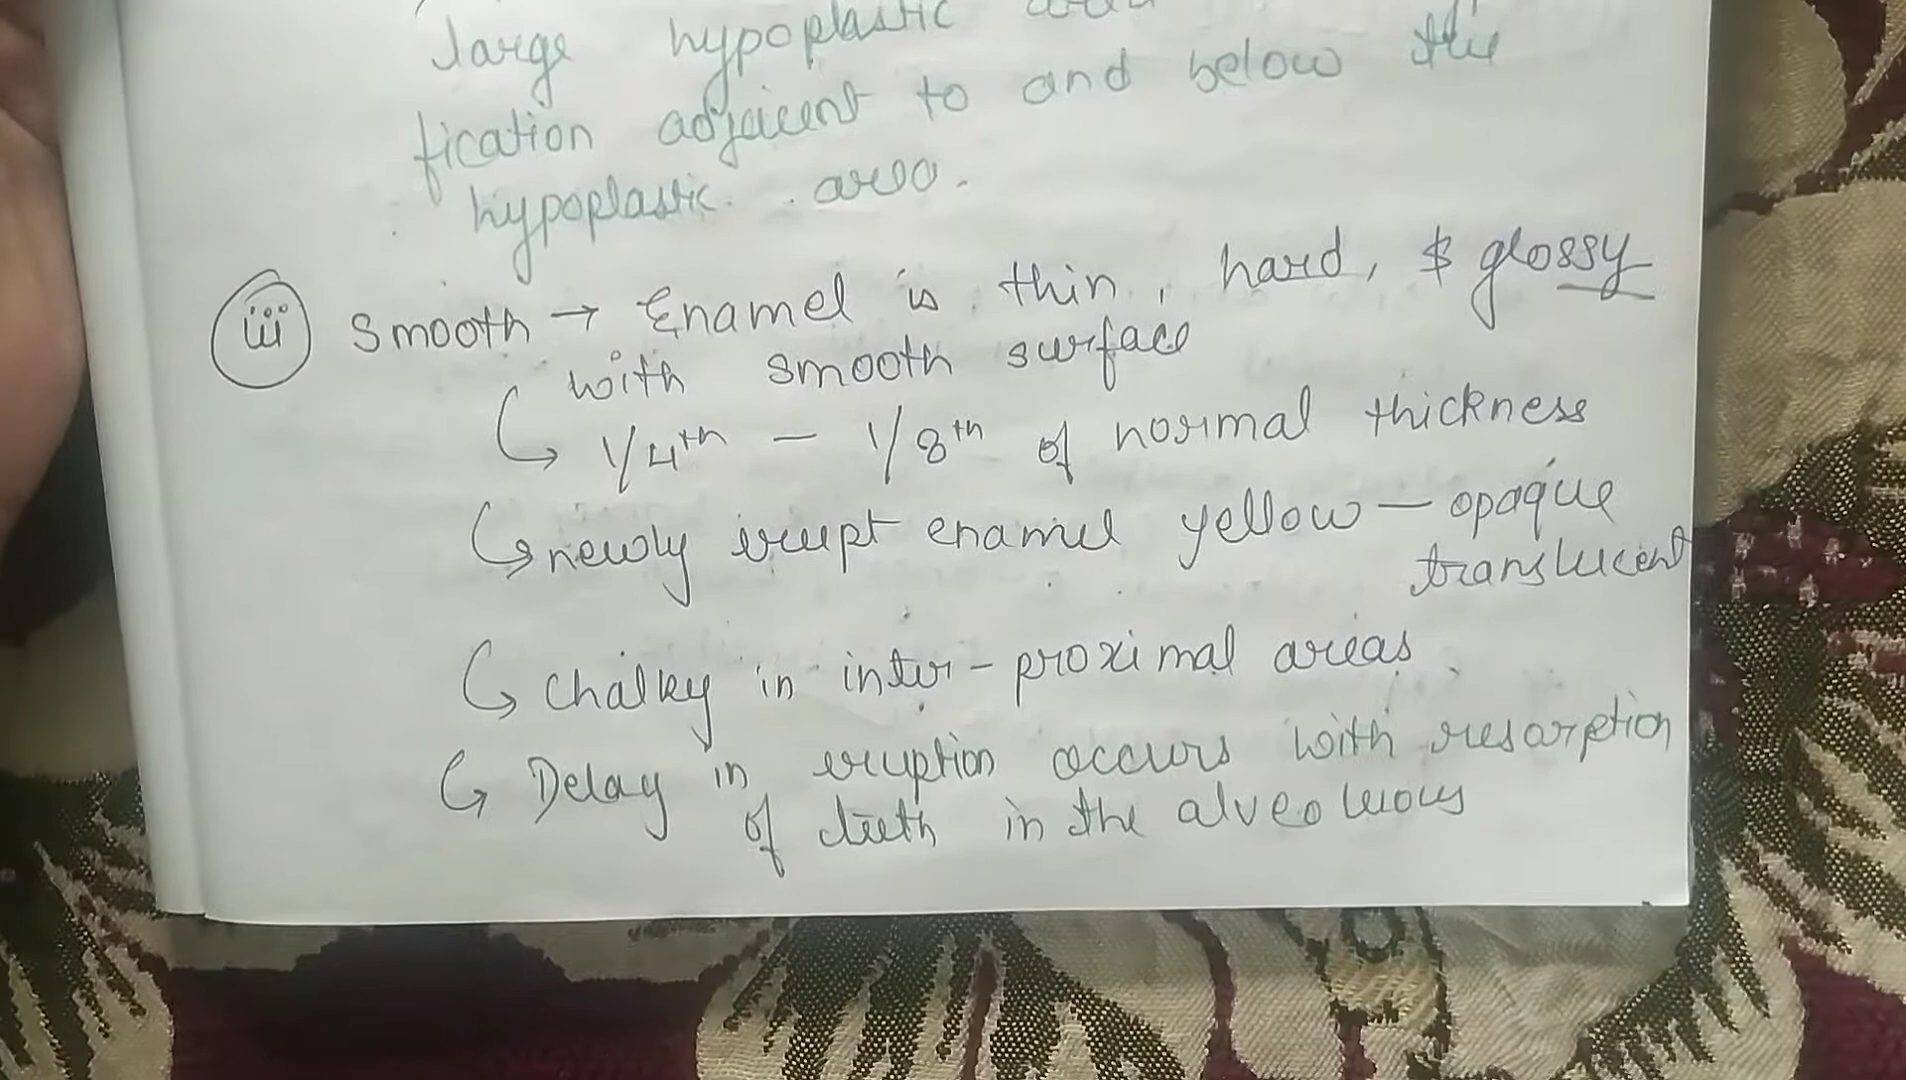 large hypoplastic
fication adjacent to and below the
hypoplastic area.
iii Smooth → Enamel is thin, hard, $ glossy
with smooth surface
↳ 1/4th – 1/8th of normal thickness
↳ newly erupt enamel yellow – opaque
translucent
↳ Chalky in inter-proximal areas
↳ Delay in eruption occurs with resorption
of teeth in the